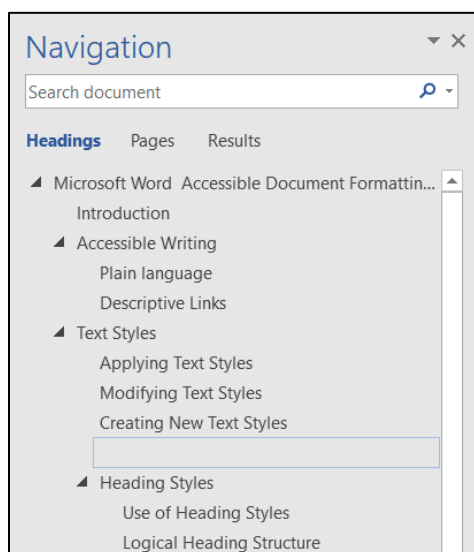 Navigation
Search document
Headings Pages Results
Microsoft Word Accessible Document Formattin...
Introduction
Accessible Writing
Plain language
Descriptive Links
Text Styles
Applying Text Styles
Modifying Text Styles
Creating New Text Styles
Heading Styles
Use of Heading Styles
Logical Heading Structure